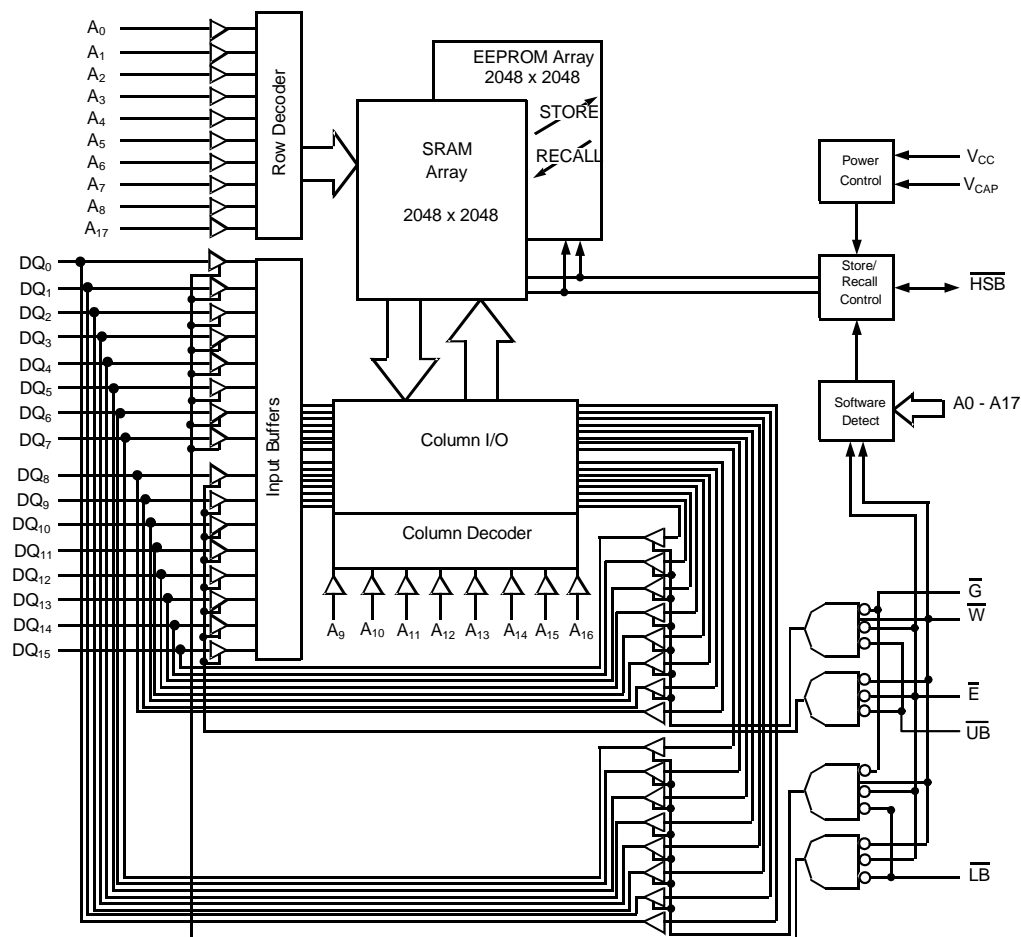 A0
A1
A2
A3
A4
A5
A6
A7
A8
A17
Row Decoder
EEPROM Array
2048 x 2048
STORE
RECALL
SRAM
Array
2048 x 2048
Power
Control
VCC
VCAP
Store/
Recall
Control
HSB
Software
Detect
A0 - A17
DQ0
DQ1
DQ2
DQ3
DQ4
DQ5
DQ6
DQ7
DQ8
DQ9
DQ10
DQ11
DQ12
DQ13
DQ14
DQ15
Input Buffers
Column I/O
Column Decoder
A9
A10
A11
A12
A13
A14
A15
A16
G
W
E
UB
LB